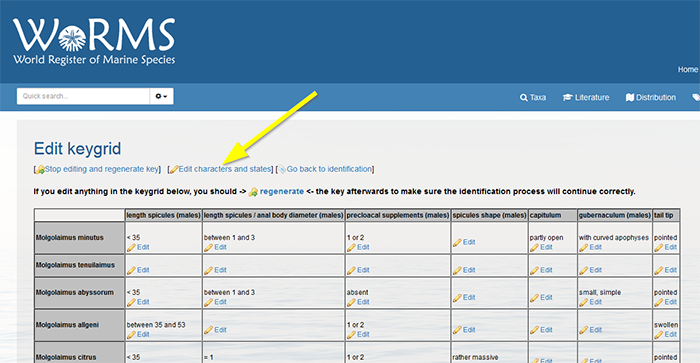 WoRMS
World Register of Marine Species
Home
Quick search...
Taxa Literature Distribution
Edit keygrid
[Stop editing and regenerate key] [Edit characters and states] [Go back to identification]
If you edit anything in the keygrid below, you should -> regenerate <- the key afterwards to make sure the identification process will continue correctly.
length spicules (males) length spicules / anal body diameter (males) precloacal supplements (males) spicules shape (males) capitulum gubernaculum (males) tail tip
Molgolaimus minutus < 35 between 1 and 3 1 or 2 partly open with curved apophyses pointed
Edit Edit Edit Edit Edit Edit Edit
Molgolaimus tenuilaimus
Edit Edit Edit Edit Edit Edit Edit
Molgolaimus abyssorum < 35 between 1 and 3 absent small, simple pointed
Edit Edit Edit Edit Edit Edit Edit
Molgolaimus allgeni between 35 and 53 1 or 2 swollen
Edit Edit Edit Edit Edit Edit Edit
Molgolaimus citrus < 35 = 1 1 or 2 rather massive pointed